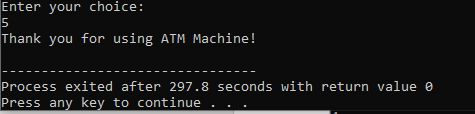 Enter your choice:
5
Thank you for using ATM Machine!
--------------------------------
Process exited after 297.8 seconds with return value 0
Press any key to continue . . .